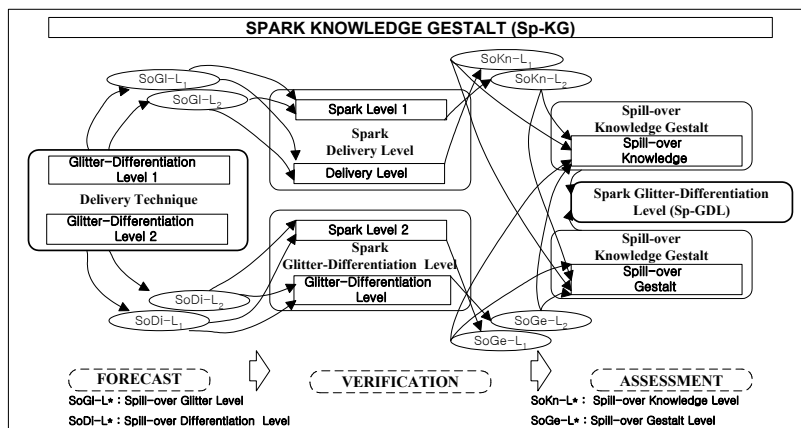 SPARK KNOWLEDGE GESTALT (Sp-KG)
SoGl-L1
SoGl-L2
Glitter-Differentiation
Level 1
Delivery Technique
Glitter-Differentiation
Level 2
SoDi-L2
SoDi-L1
Spark Level 1
Spark
Delivery Level
Delivery Level
Spark Level 2
Spark
Glitter-Differentiation Level
Glitter-Differentiation
Level
SoKn-L1
SoKn-L2
SoGe-L2
SoGe-L1
Spill-over
Knowledge Gestalt
Spill-over
Knowledge
Spark Glitter-Differentiation
Level (Sp-GDL)
Spill-over
Knowledge Gestalt
Spill-over
Gestalt
FORECAST
VERIFICATION
ASSESSMENT
SoGl-L* : Spill-over Glitter Level
SoDi-L* : Spill-over Differentiation Level
SoKn-L* : Spill-over Knowledge Level
SoGe-L* : Spill-over Gestalt Level